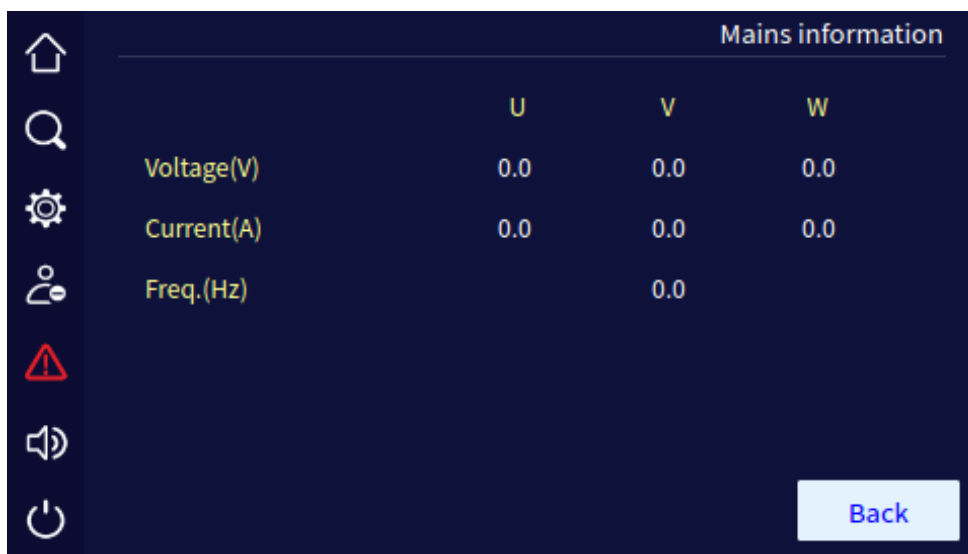 Mains information
U V W
Voltage(V) 0.0 0.0 0.0
Current(A) 0.0 0.0 0.0
Freq.(Hz) 0.0
Back